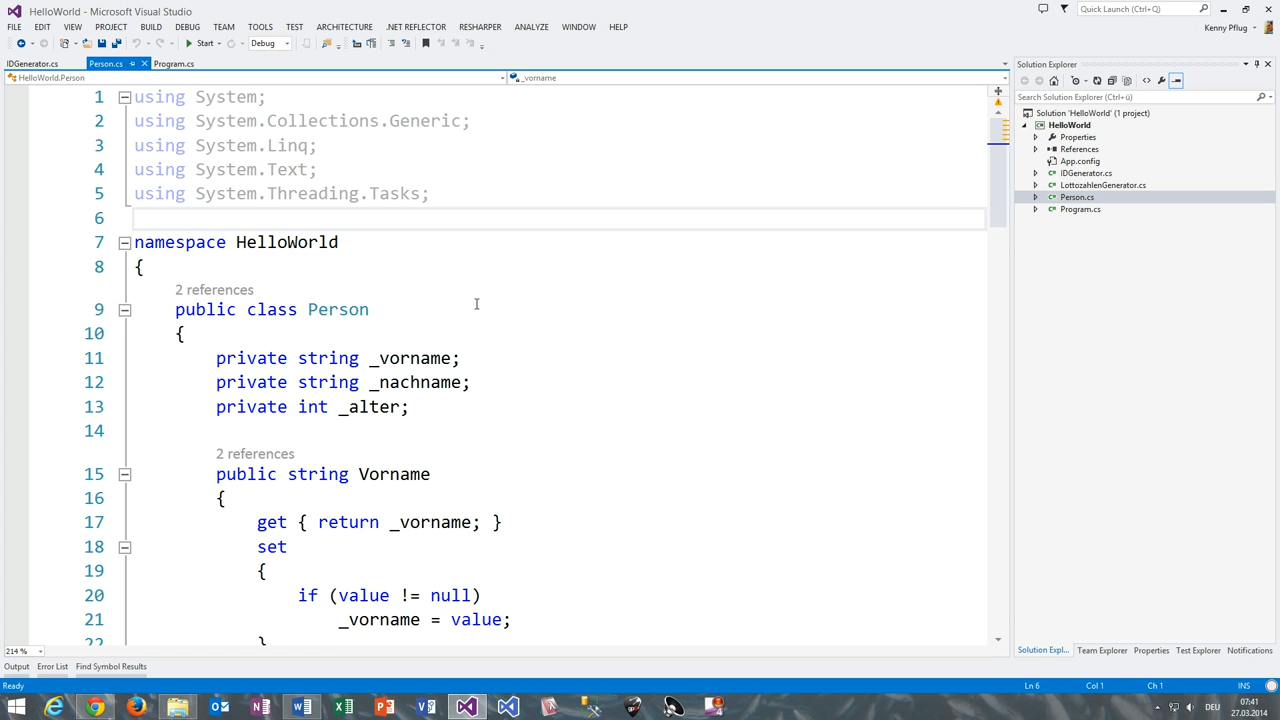 HelloWorld - Microsoft Visual Studio
Quick Launch (Ctrl+Q)
FILE EDIT VIEW PROJECT BUILD DEBUG TEAM TOOLS TEST ARCHITECTURE .NET REFLECTOR RESHARPER ANALYZE WINDOW HELP
Kenny Pflug
Start
Debug
IDGenerator.cs Person.cs Program.cs
HelloWorld.Person
_vorname
1 using System;
2 using System.Collections.Generic;
3 using System.Linq;
4 using System.Text;
5 using System.Threading.Tasks;
6
7 namespace HelloWorld
8 {
2 references
9 public class Person
10 {
11 private string _vorname;
12 private string _nachname;
13 private int _alter;
14
2 references
15 public string Vorname
16 {
17 get { return _vorname; }
18 set
19 {
20 if (value != null)
21 _vorname = value;
22 }
214 %
Solution Explorer
Search Solution Explorer (Ctrl+ü)
Solution 'HelloWorld' (1 project)
HelloWorld
Properties
References
App.config
IDGenerator.cs
LottozahlenGenerator.cs
Person.cs
Program.cs
Solution Expl... Team Explorer Properties Test Explorer Notifications
Output Error List Find Symbol Results
Ready
Ln 6 Col 1 Ch 1 INS
DEU
07:41
27.03.2014